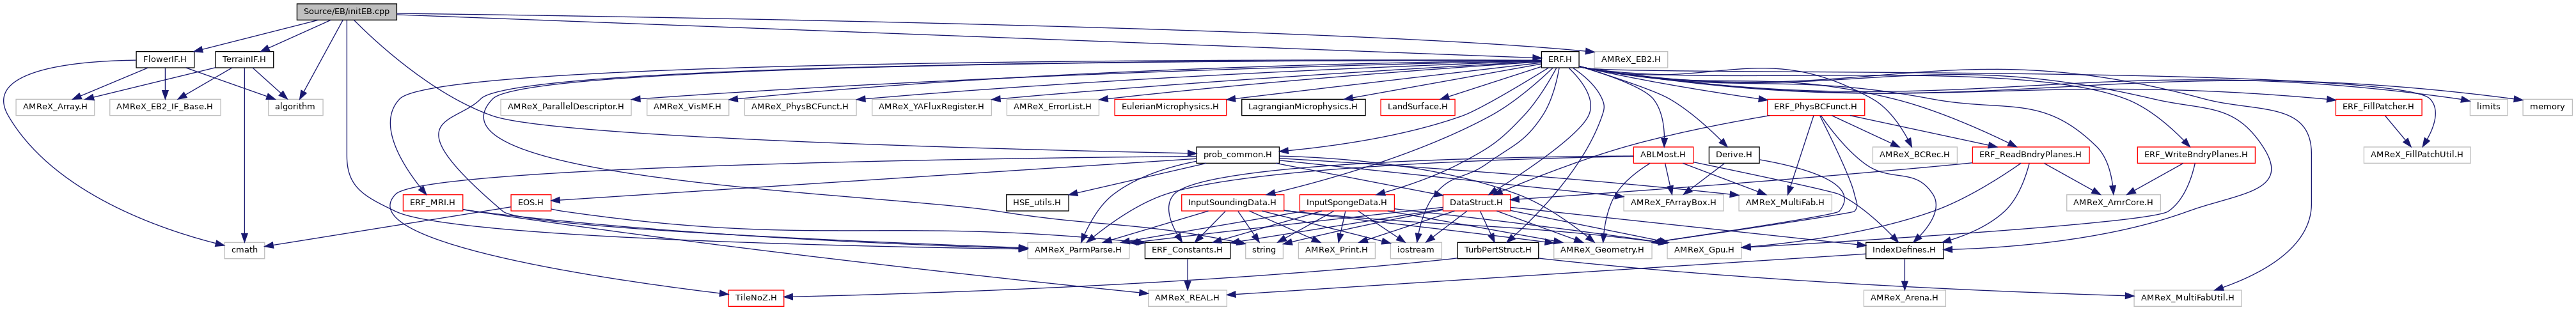 Source/EB/initEB.cpp
FlowerIF.H
TerrainIF.H
ERF.H
AMReX_EB2.H
AMReX_Array.H
AMReX_EB2_IF_Base.H
algorithm
AMReX_ParallelDescriptor.H
AMReX_VisMF.H
AMReX_PhysBCFunct.H
AMReX_YAFluxRegister.H
AMReX_ErrorList.H
EulerianMicrophysics.H
LagrangianMicrophysics.H
LandSurface.H
ERF_PhysBCFunct.H
ERF_FillPatcher.H
limits
memory
prob_common.H
ABLMost.H
Derive.H
AMReX_BCRec.H
ERF_ReadBndryPlanes.H
ERF_WriteBndryPlanes.H
AMReX_FillPatchUtil.H
ERF_MRI.H
EOS.H
HSE_utils.H
InputSoundingData.H
InputSpongeData.H
DataStruct.H
AMReX_FArrayBox.H
AMReX_MultiFab.H
AMReX_AmrCore.H
cmath
AMReX_ParmParse.H
ERF_Constants.H
string
AMReX_Print.H
iostream
TurbPertStruct.H
AMReX_Geometry.H
AMReX_Gpu.H
IndexDefines.H
TileNoZ.H
AMReX_REAL.H
AMReX_Arena.H
AMReX_MultiFabUtil.H